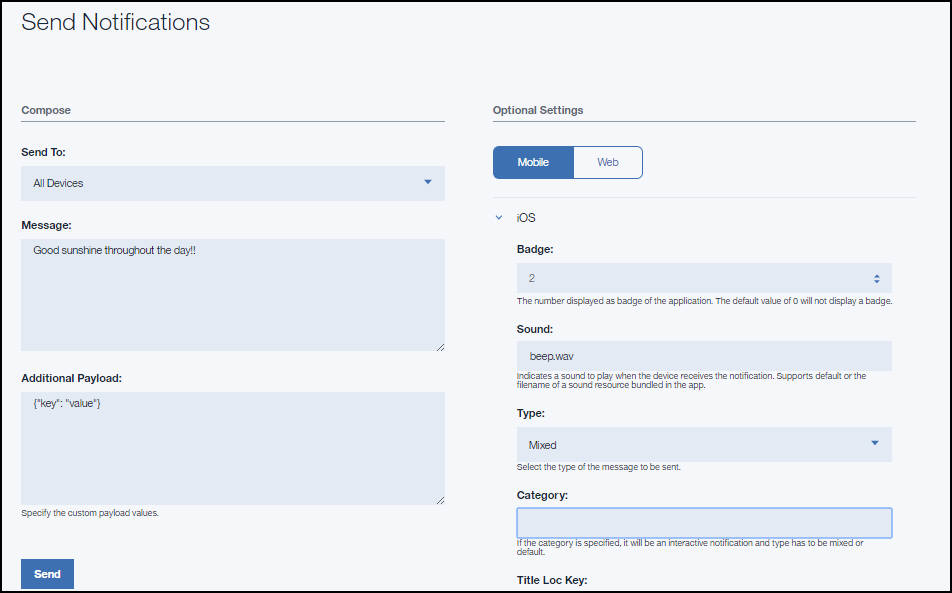 Send Notifications
Compose
Send To:
All Devices
Message:
Good sunshine throughout the day!!
Additional Payload:
{"key": "value"}
Specify the custom payload values.
Send
Optional Settings
Mobile
Web
iOS
Badge:
2
The number displayed as badge of the application. The default value of 0 will not display a badge.
Sound:
beep.wav
Indicates a sound to play when the device receives the notification. Supports default or the
filename of a sound resource bundled in the app.
Type:
Mixed
Select the type of the message to be sent.
Category:
If the category is specified, it will be an interactive notification and type has to be mixed or
default.
Title Loc Key: